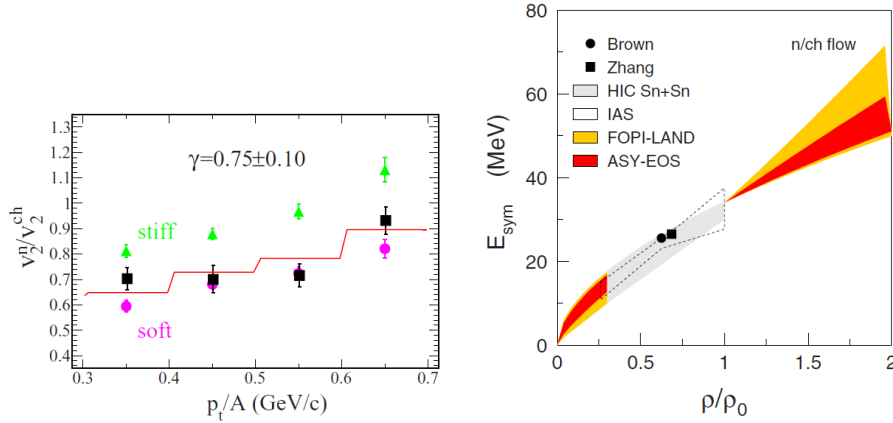 v₂ⁿ/v₂ᶜʰ
1.3
1.2
1.1
1
0.9
0.8
0.7
0.6
0.5
0.4
γ=0.75±0.10
stiff
soft
0.3 0.4 0.5 0.6 0.7
pₜ/A (GeV/c)
E_sym (MeV)
80
60
40
20
0
Brown
Zhang
HIC Sn+Sn
IAS
FOPI-LAND
ASY-EOS
n/ch flow
0 0.5 1 1.5 2
ρ/ρ₀